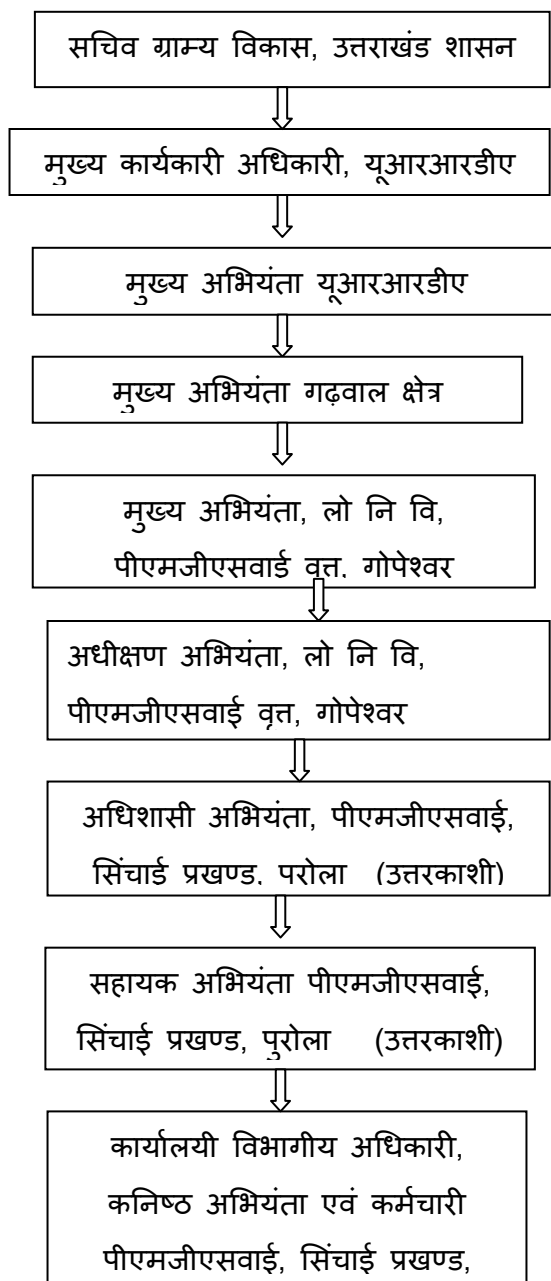 सचिव ग्राम्य विकास, उत्तराखंड शासन
मुख्य कार्यकारी अधिकारी, यूआरआरडीए
मुख्य अभियंता यूआरआरडीए
मुख्य अभियंता गढ़वाल क्षेत्र
मुख्य अभियंता, लो नि वि,
पीएमजीएसवाई वृत्त, गोपेश्वर
अधीक्षण अभियंता, लो नि वि,
पीएमजीएसवाई वृत्त, गोपेश्वर
अधिशासी अभियंता, पीएमजीएसवाई,
सिंचाई प्रखण्ड, पुरोला (उत्तरकाशी)
सहायक अभियंता पीएमजीएसवाई,
सिंचाई प्रखण्ड, पुरोला (उत्तरकाशी)
कार्यालयी विभागीय अधिकारी,
कनिष्ठ अभियंता एवं कर्मचारी
पीएमजीएसवाई, सिंचाई प्रखण्ड,